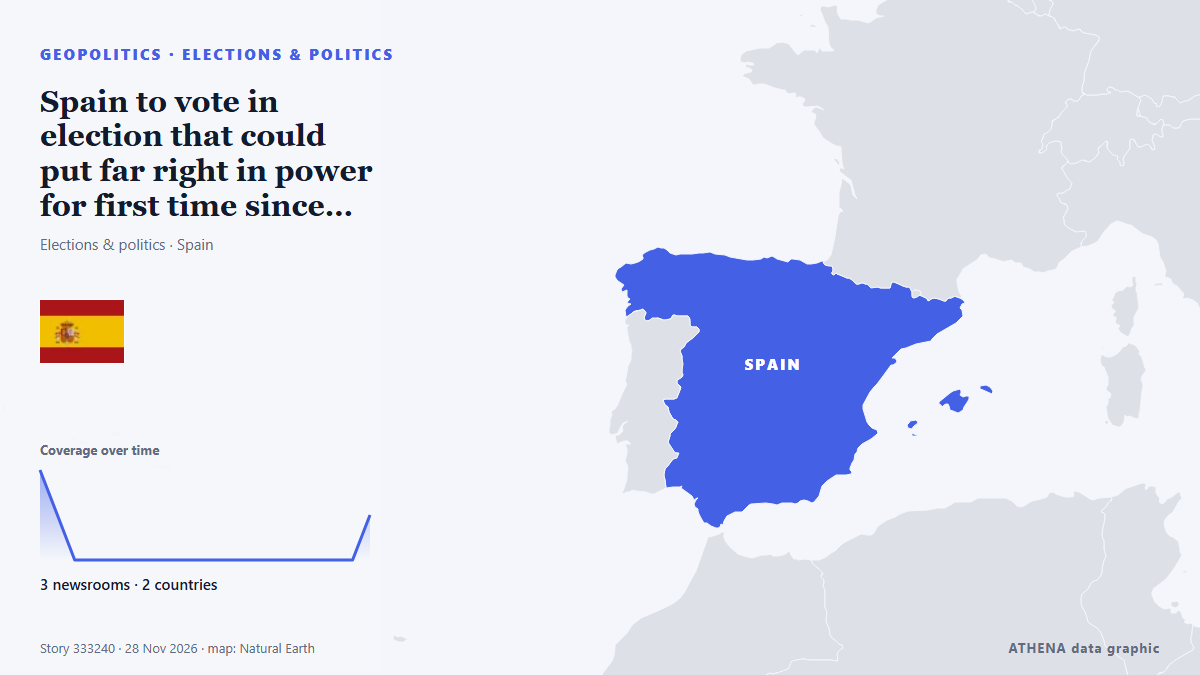 GEOPOLITICS · ELECTIONS & POLITICS
Spain to vote in
election that could
put far right in power
for first time since...
Elections & politics · Spain
SPAIN
Coverage over time
3 newsrooms · 2 countries
Story 333240 · 28 Nov 2026 · map: Natural Earth
ATHENA data graphic